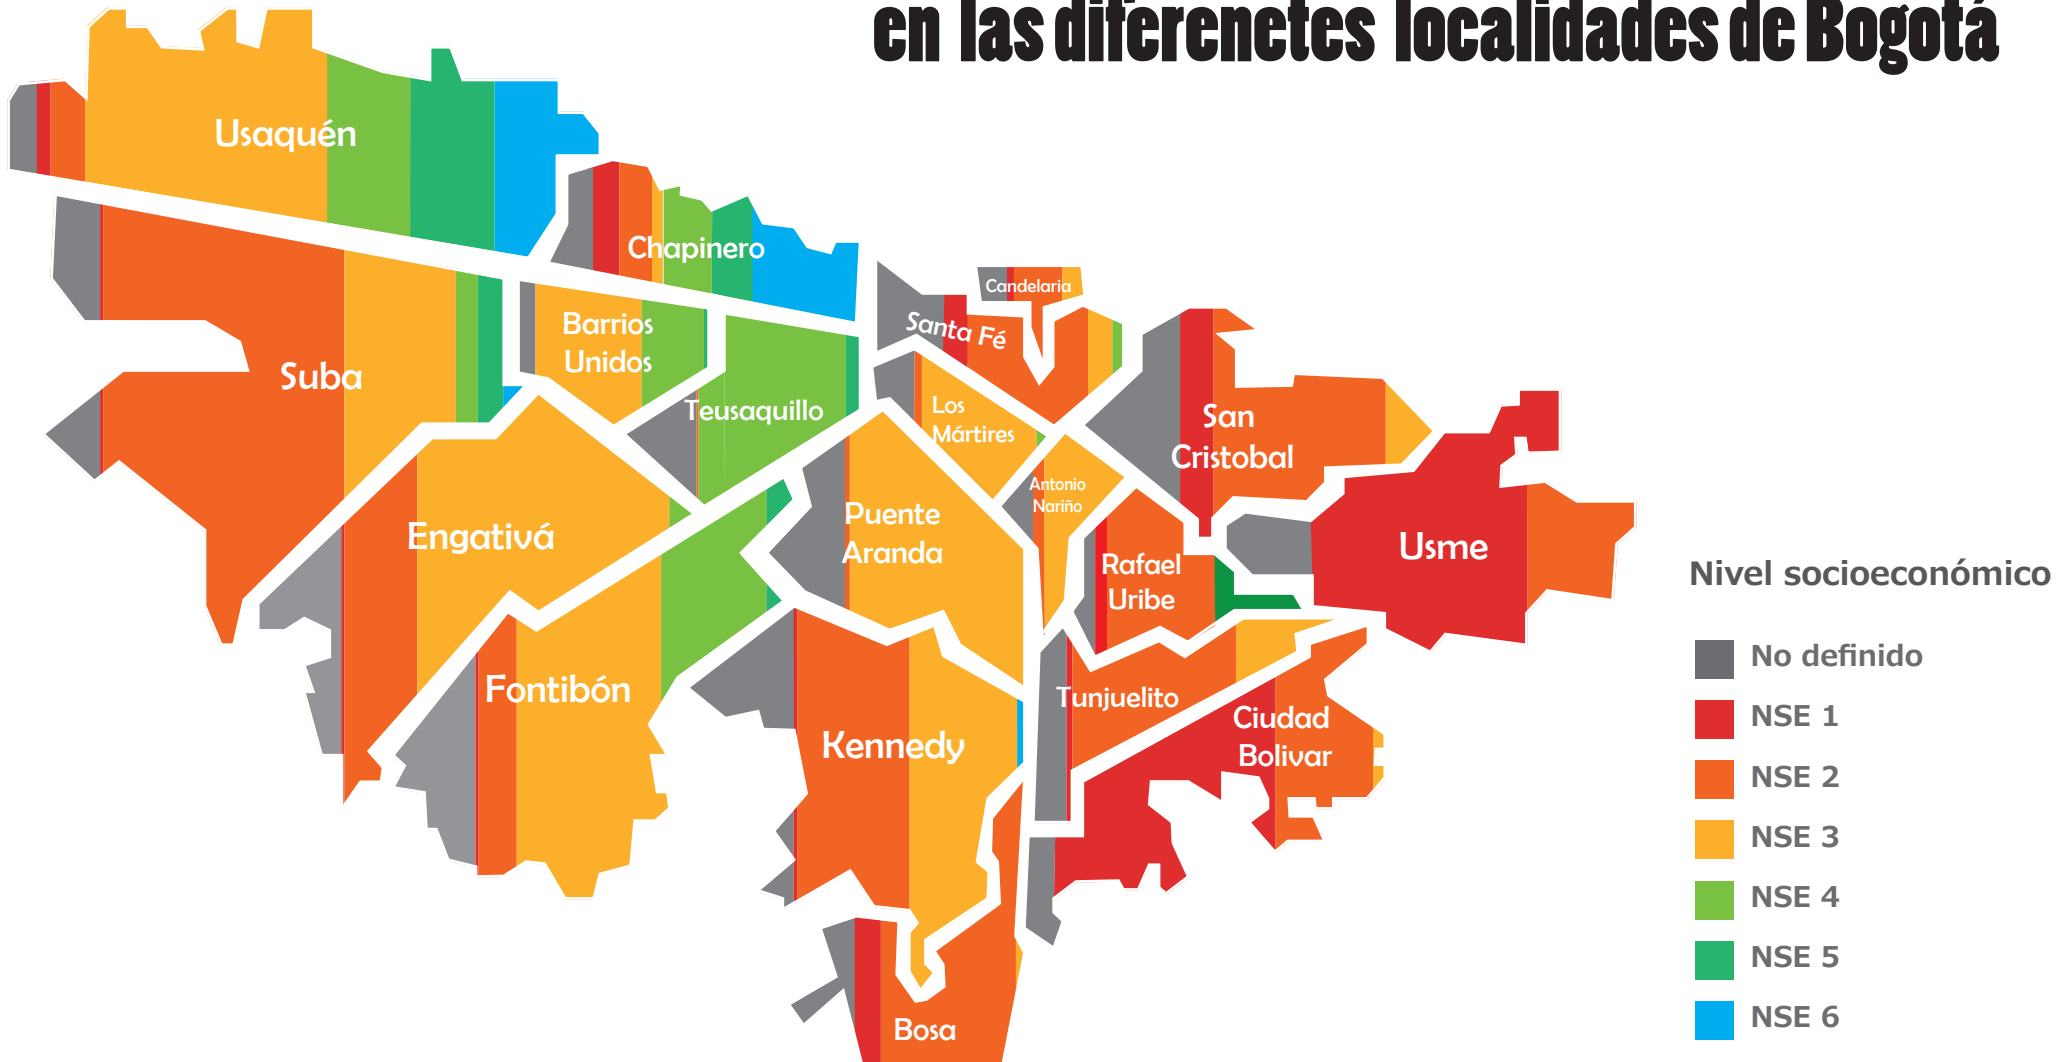 en las diferenetes localidades de Bogotá
Usaquén
Chapinero
Candelaria
Santa Fé
Barrios
Unidos
Suba
Teusaquillo
Los
Mártires
San
Cristobal
Antonio
Nariño
Puente
Aranda
Engativá
Usme
Rafael
Uribe
Fontibón
Tunjuelito
Ciudad
Bolivar
Kennedy
Bosa
Nivel socioeconómico
No definido
NSE 1
NSE 2
NSE 3
NSE 4
NSE 5
NSE 6